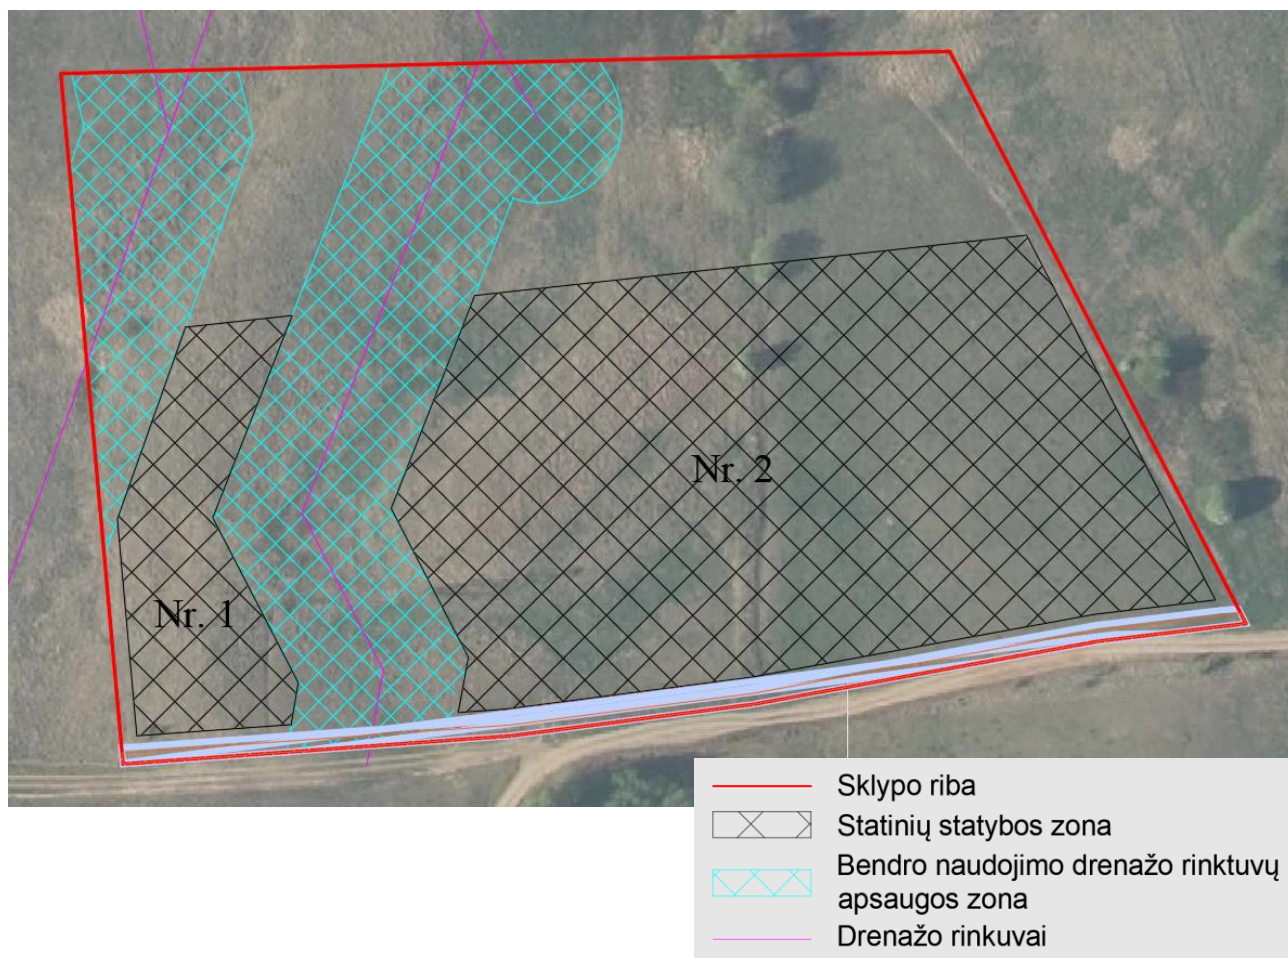 Nr. 1
Nr. 2
Sklypo riba
Statinių statybos zona
Bendro naudojimo drenažo rinktuvų
apsaugos zona
Drenažo rinkuvai